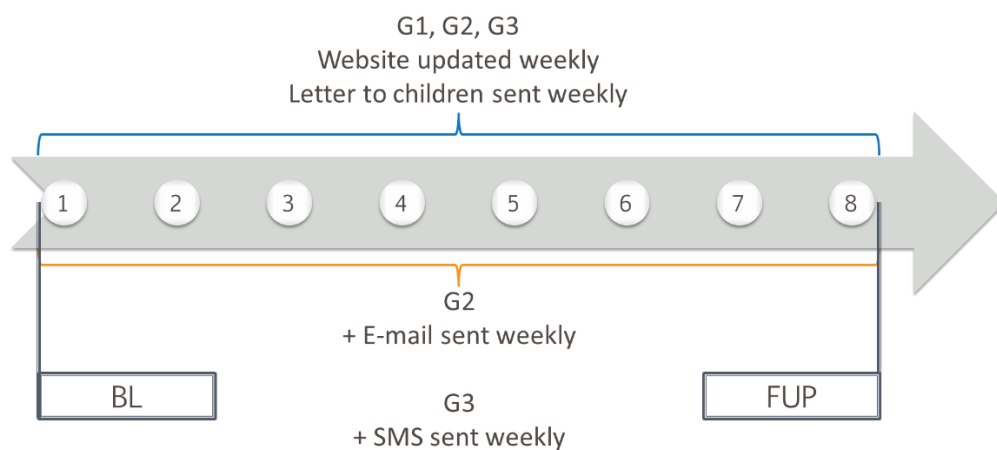 G1, G2, G3
Website updated weekly
Letter to children sent weekly
1 2 3 4 5 6 7 8
G2
+ E-mail sent weekly
BL
FUP
G3
+ SMS sent weekly